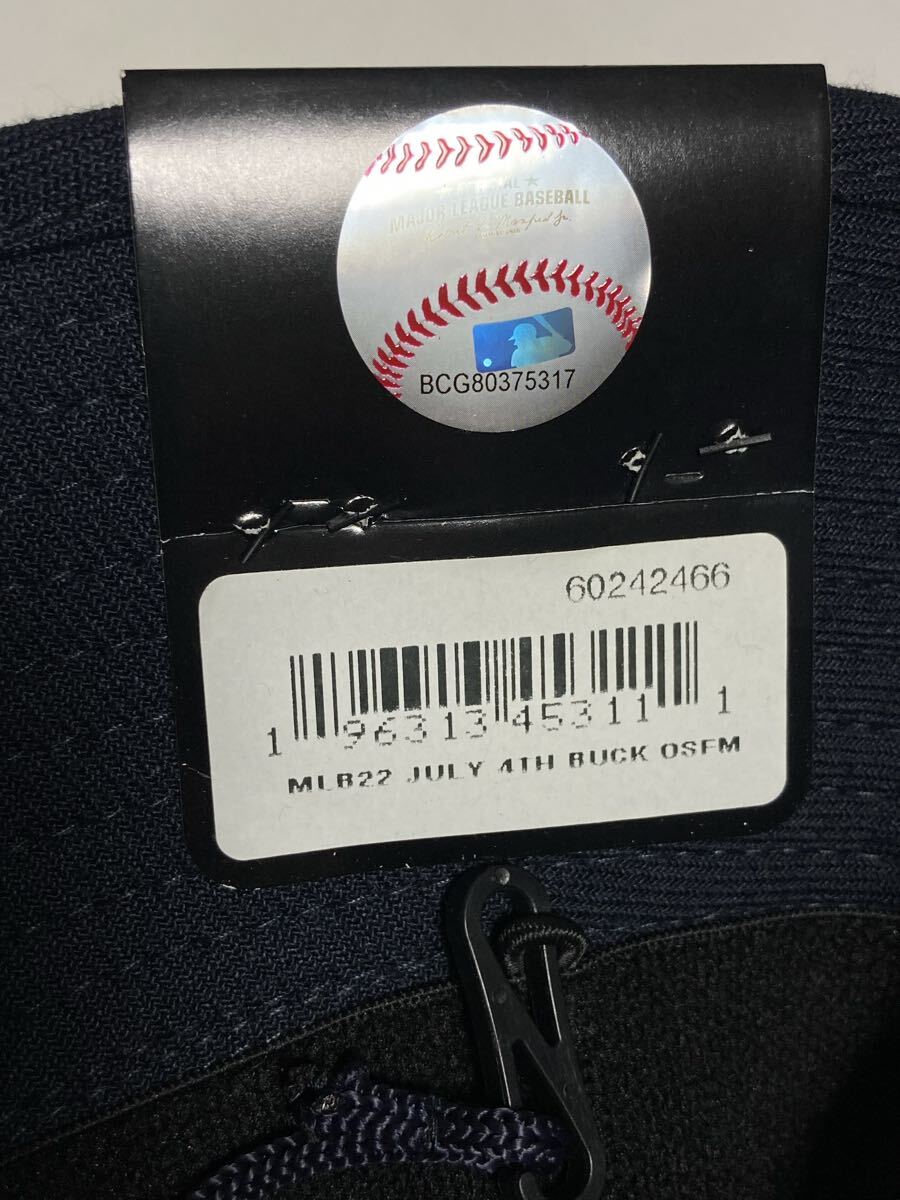 MAJOR LEAGUE BASEBALL
BCG80375317
60242466
1 96313 45311 1
MLB22 JULY 4TH BUCK OSFM